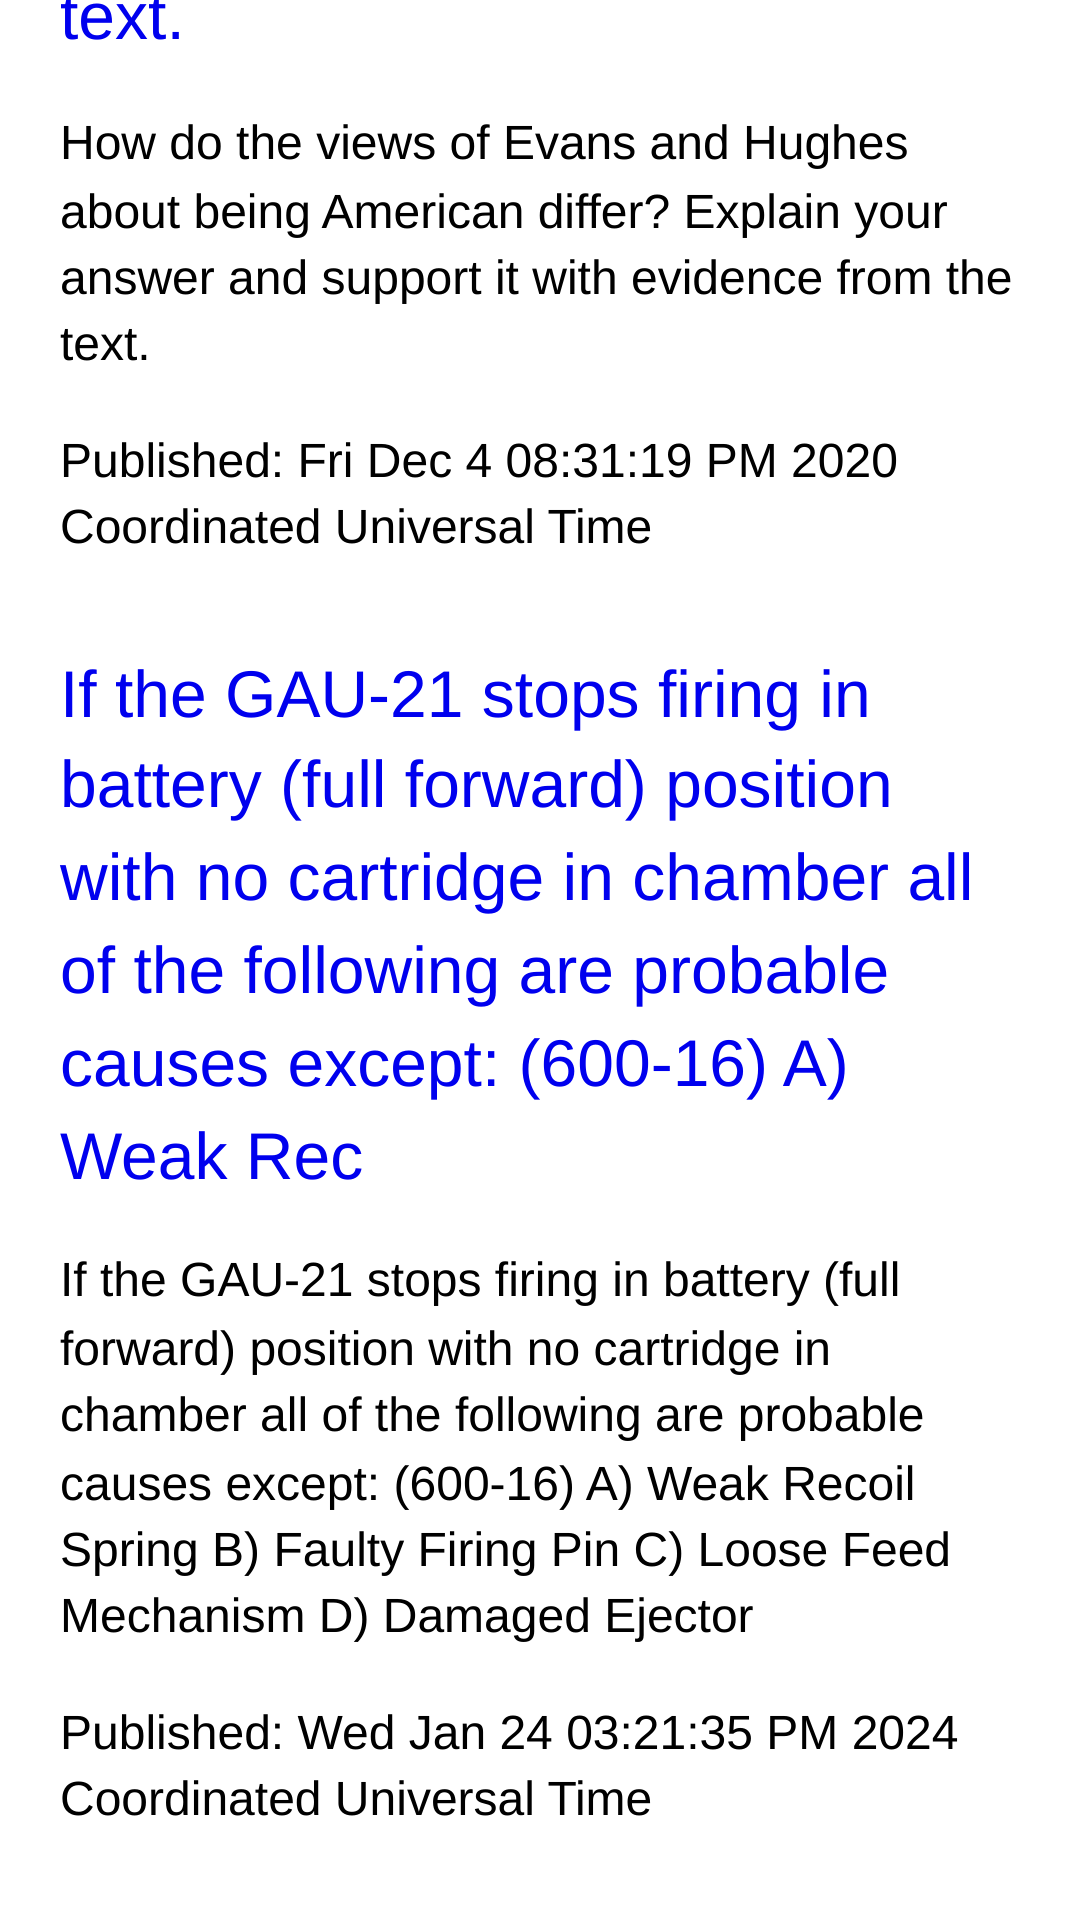 text.
How do the views of Evans and Hughes
about being American differ? Explain your
answer and support it with evidence from the
text.
Published: Fri Dec 4 08:31:19 PM 2020
Coordinated Universal Time
If the GAU-21 stops firing in
battery (full forward) position
with no cartridge in chamber all
of the following are probable
causes except: (600-16) A)
Weak Rec
If the GAU-21 stops firing in battery (full
forward) position with no cartridge in
chamber all of the following are probable
causes except: (600-16) A) Weak Recoil
Spring B) Faulty Firing Pin C) Loose Feed
Mechanism D) Damaged Ejector
Published: Wed Jan 24 03:21:35 PM 2024
Coordinated Universal Time